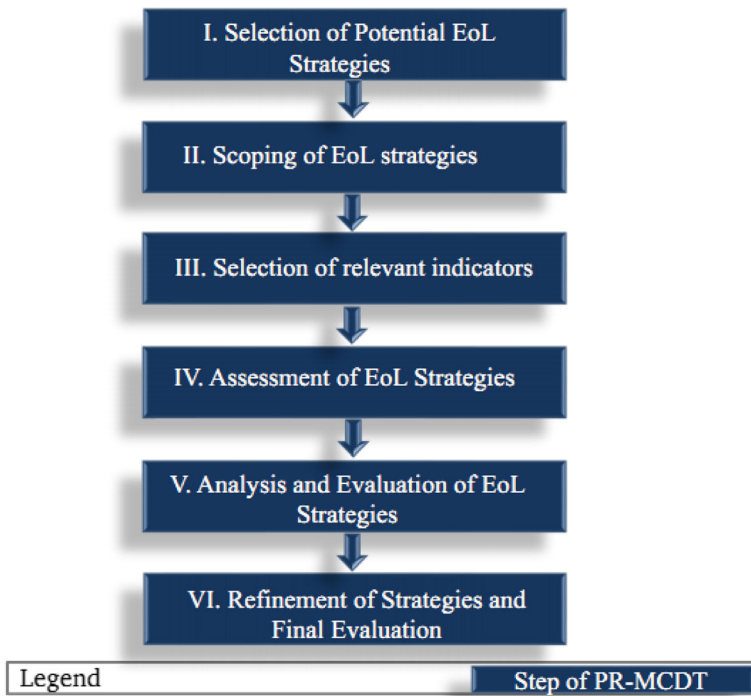 I. Selection of Potential EoL
Strategies
II. Scoping of EoL strategies
III. Selection of relevant indicators
IV. Assessment of EoL Strategies
V. Analysis and Evaluation of EoL
Strategies
VI. Refinement of Strategies and
Final Evaluation
Legend
Step of PR-MCDT